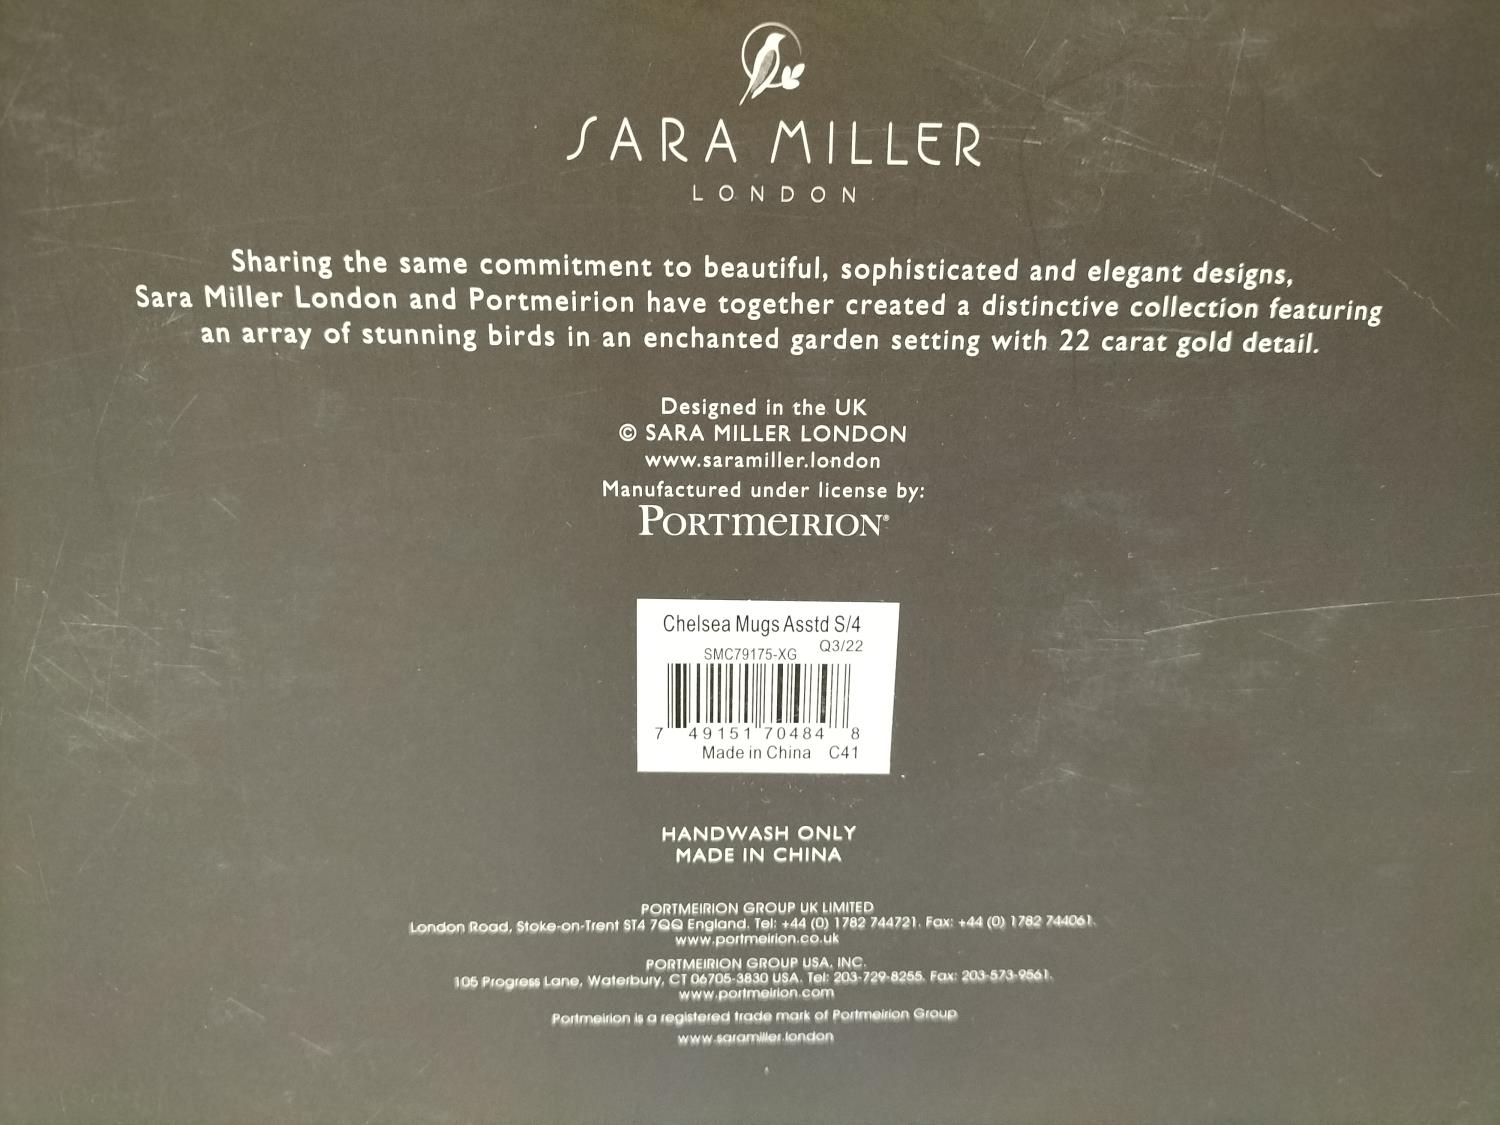 SARA MILLER
LONDON
Sharing the same commitment to beautiful, sophisticated and elegant designs,
Sara Miller London and Portmeirion have together created a distinctive collection featuring
an array of stunning birds in an enchanted garden setting with 22 carat gold detail.
Designed in the UK
© SARA MILLER LONDON
www.saramiller.london
Manufactured under license by:
PORTMEIRION®
Chelsea Mugs Asstd S/4
SMC79175-XG Q3/22
7 49151 70484 8
Made in China C41
HANDWASH ONLY
MADE IN CHINA
PORTMEIRION GROUP UK LIMITED
London Road, Stoke-on-Trent ST4 7QQ England. Tel: +44 (0) 1782 744721. Fax: +44 (0) 1782 744061.
www.portmeirion.co.uk
PORTMEIRION GROUP USA, INC.
105 Progress Lane, Waterbury, CT 06705-3830 USA. Tel: 203-729-8255. Fax: 203-573-9561.
www.portmeirion.com
Portmeirion is a registered trade mark of Portmeirion Group
www.saramiller.london